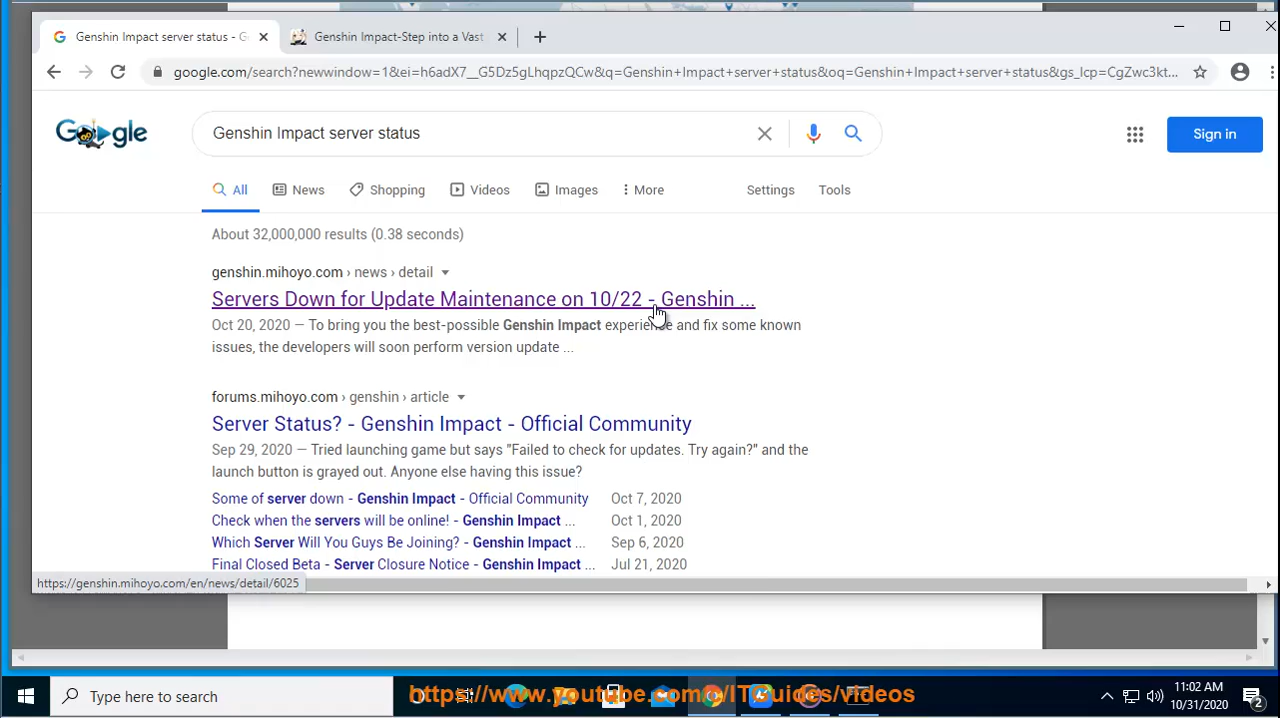 Genshin Impact server status - G
Genshin Impact-Step into a Vast
google.com/search?newwindow=1&ei=h6adX7__G5Dz5gLhqpzQCw&q=Genshin+Impact+server+status&oq=Genshin+Impact+server+status&gs_lcp=CgZwc3kt...
Google
Genshin Impact server status
Sign in
All
News
Shopping
Videos
Images
More
Settings
Tools
About 32,000,000 results (0.38 seconds)
genshin.mihoyo.com › news › detail
Servers Down for Update Maintenance on 10/22 - Genshin ...
Oct 20, 2020 — To bring you the best-possible Genshin Impact experience and fix some known
issues, the developers will soon perform version update ...
forums.mihoyo.com › genshin › article
Server Status? - Genshin Impact - Official Community
Sep 29, 2020 — Tried launching game but says "Failed to check for updates. Try again?" and the
launch button is grayed out. Anyone else having this issue?
Some of server down - Genshin Impact - Official Community Oct 7, 2020
Check when the servers will be online! - Genshin Impact ... Oct 1, 2020
Which Server Will You Guys Be Joining? - Genshin Impact ... Sep 6, 2020
Final Closed Beta - Server Closure Notice - Genshin Impact ... Jul 21, 2020
https://genshin.mihoyo.com/en/news/detail/6025
Type here to search
https://www.youtube.com/c/ITGuides/videos
11:02 AM
10/31/2020
2